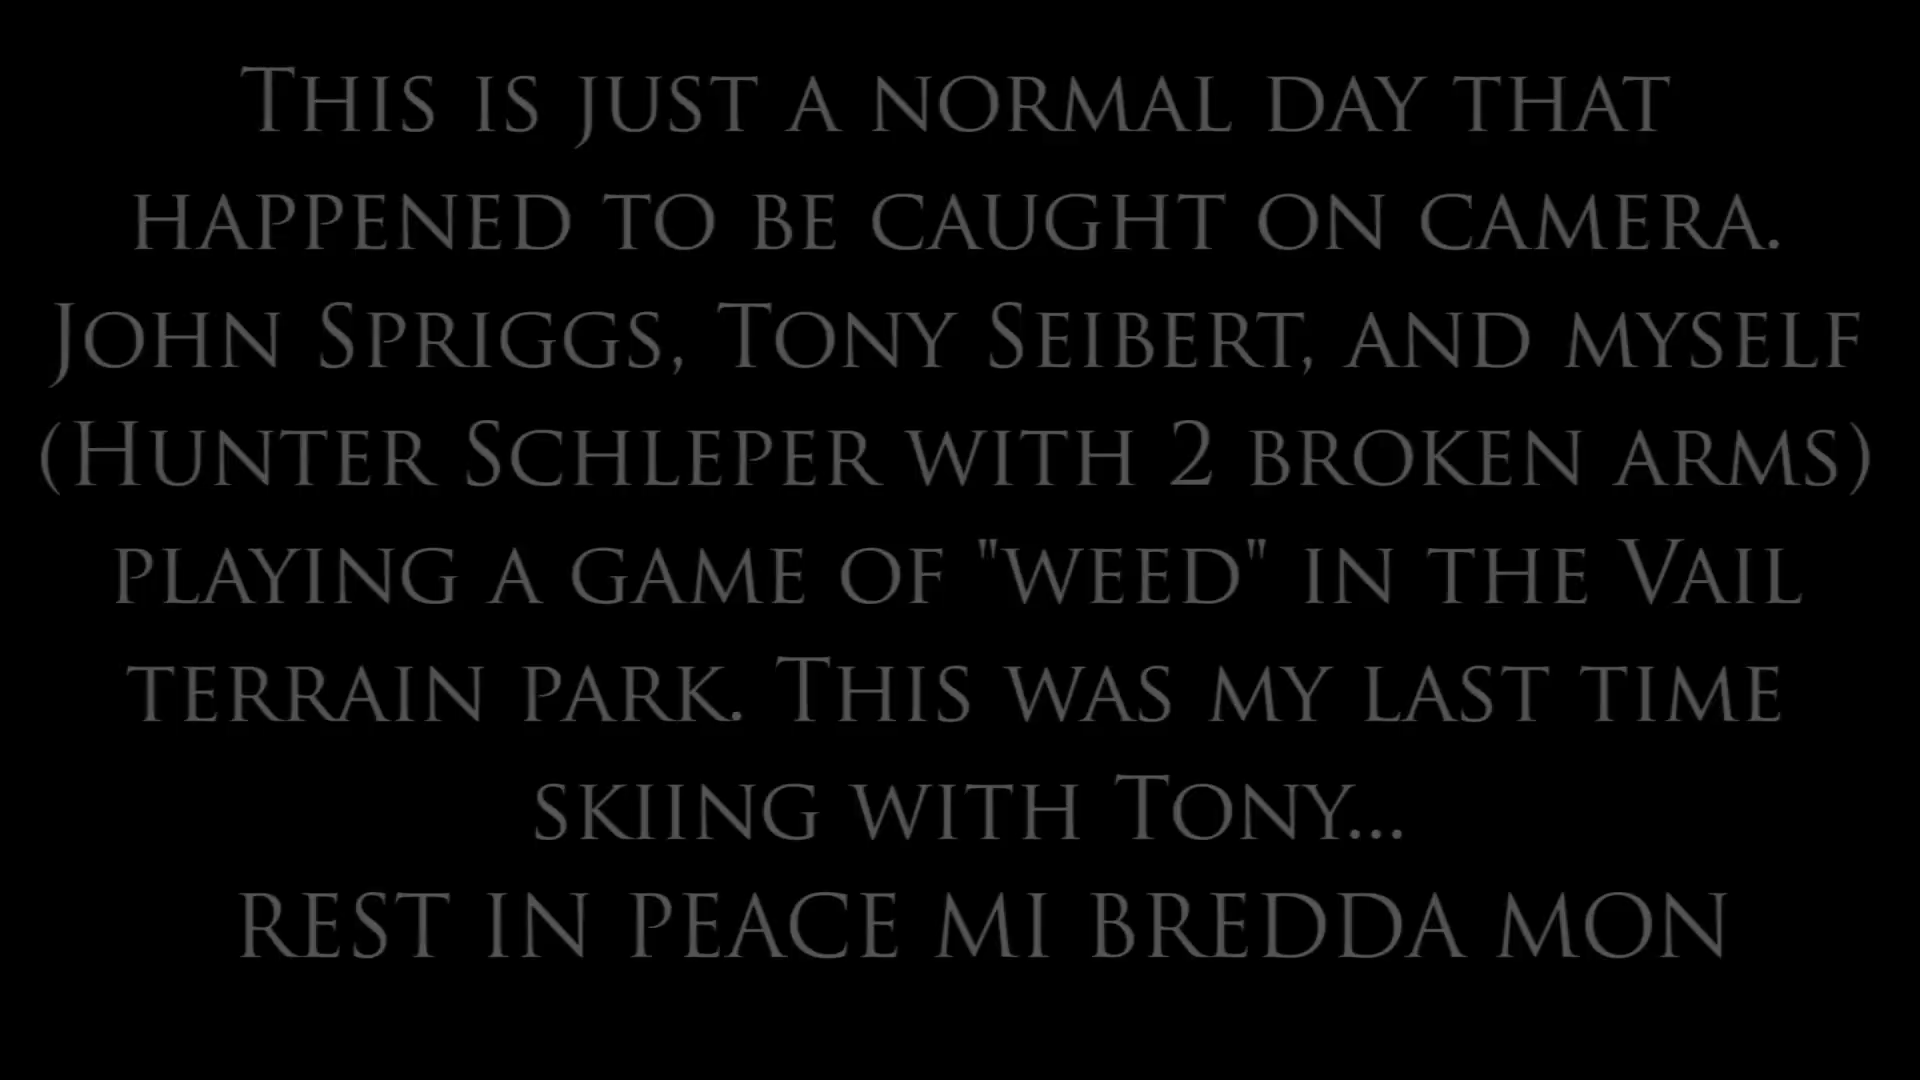 This is just a normal day that
happened to be caught on camera.
John Spriggs, Tony Seibert, and myself
(Hunter Schleper with 2 broken arms)
playing a game of "weed" in the Vail
terrain park. This was my last time
skiing with Tony...
REST IN PEACE MI BREDDA MON